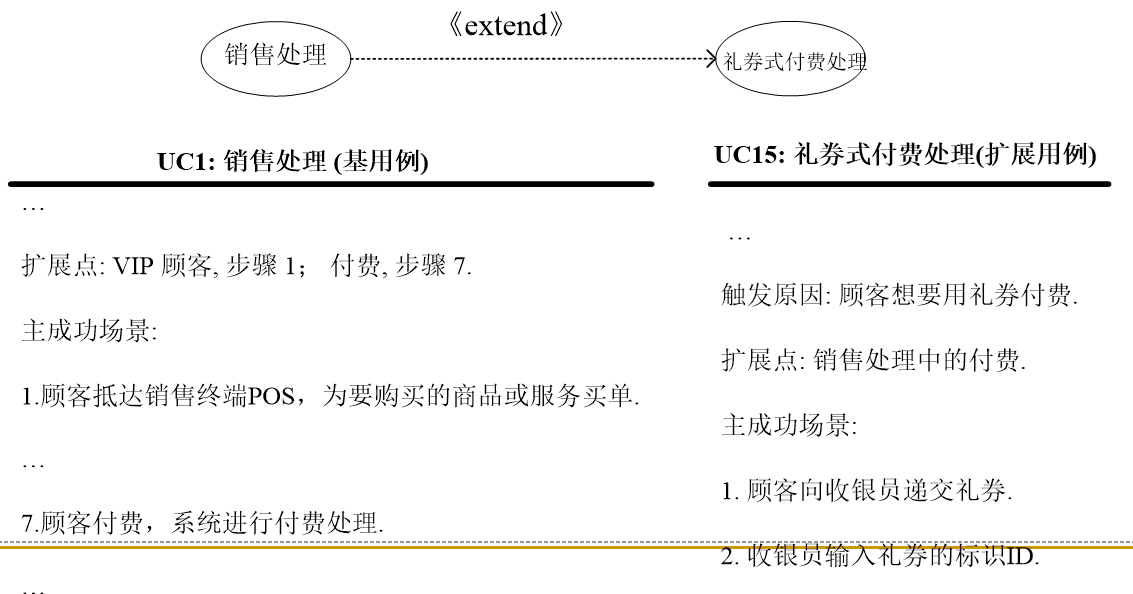 《extend》
销售处理
礼券式付费处理
UC1: 销售处理 (基用例)
…
扩展点: VIP 顾客, 步骤 1； 付费, 步骤 7.
主成功场景:
1.顾客抵达销售终端POS，为要购买的商品或服务买单.
…
7.顾客付费，系统进行付费处理.
…
UC15: 礼券式付费处理(扩展用例)
…
触发原因: 顾客想要用礼券付费.
扩展点: 销售处理中的付费.
主成功场景:
1. 顾客向收银员递交礼券.
2. 收银员输入礼券的标识ID.